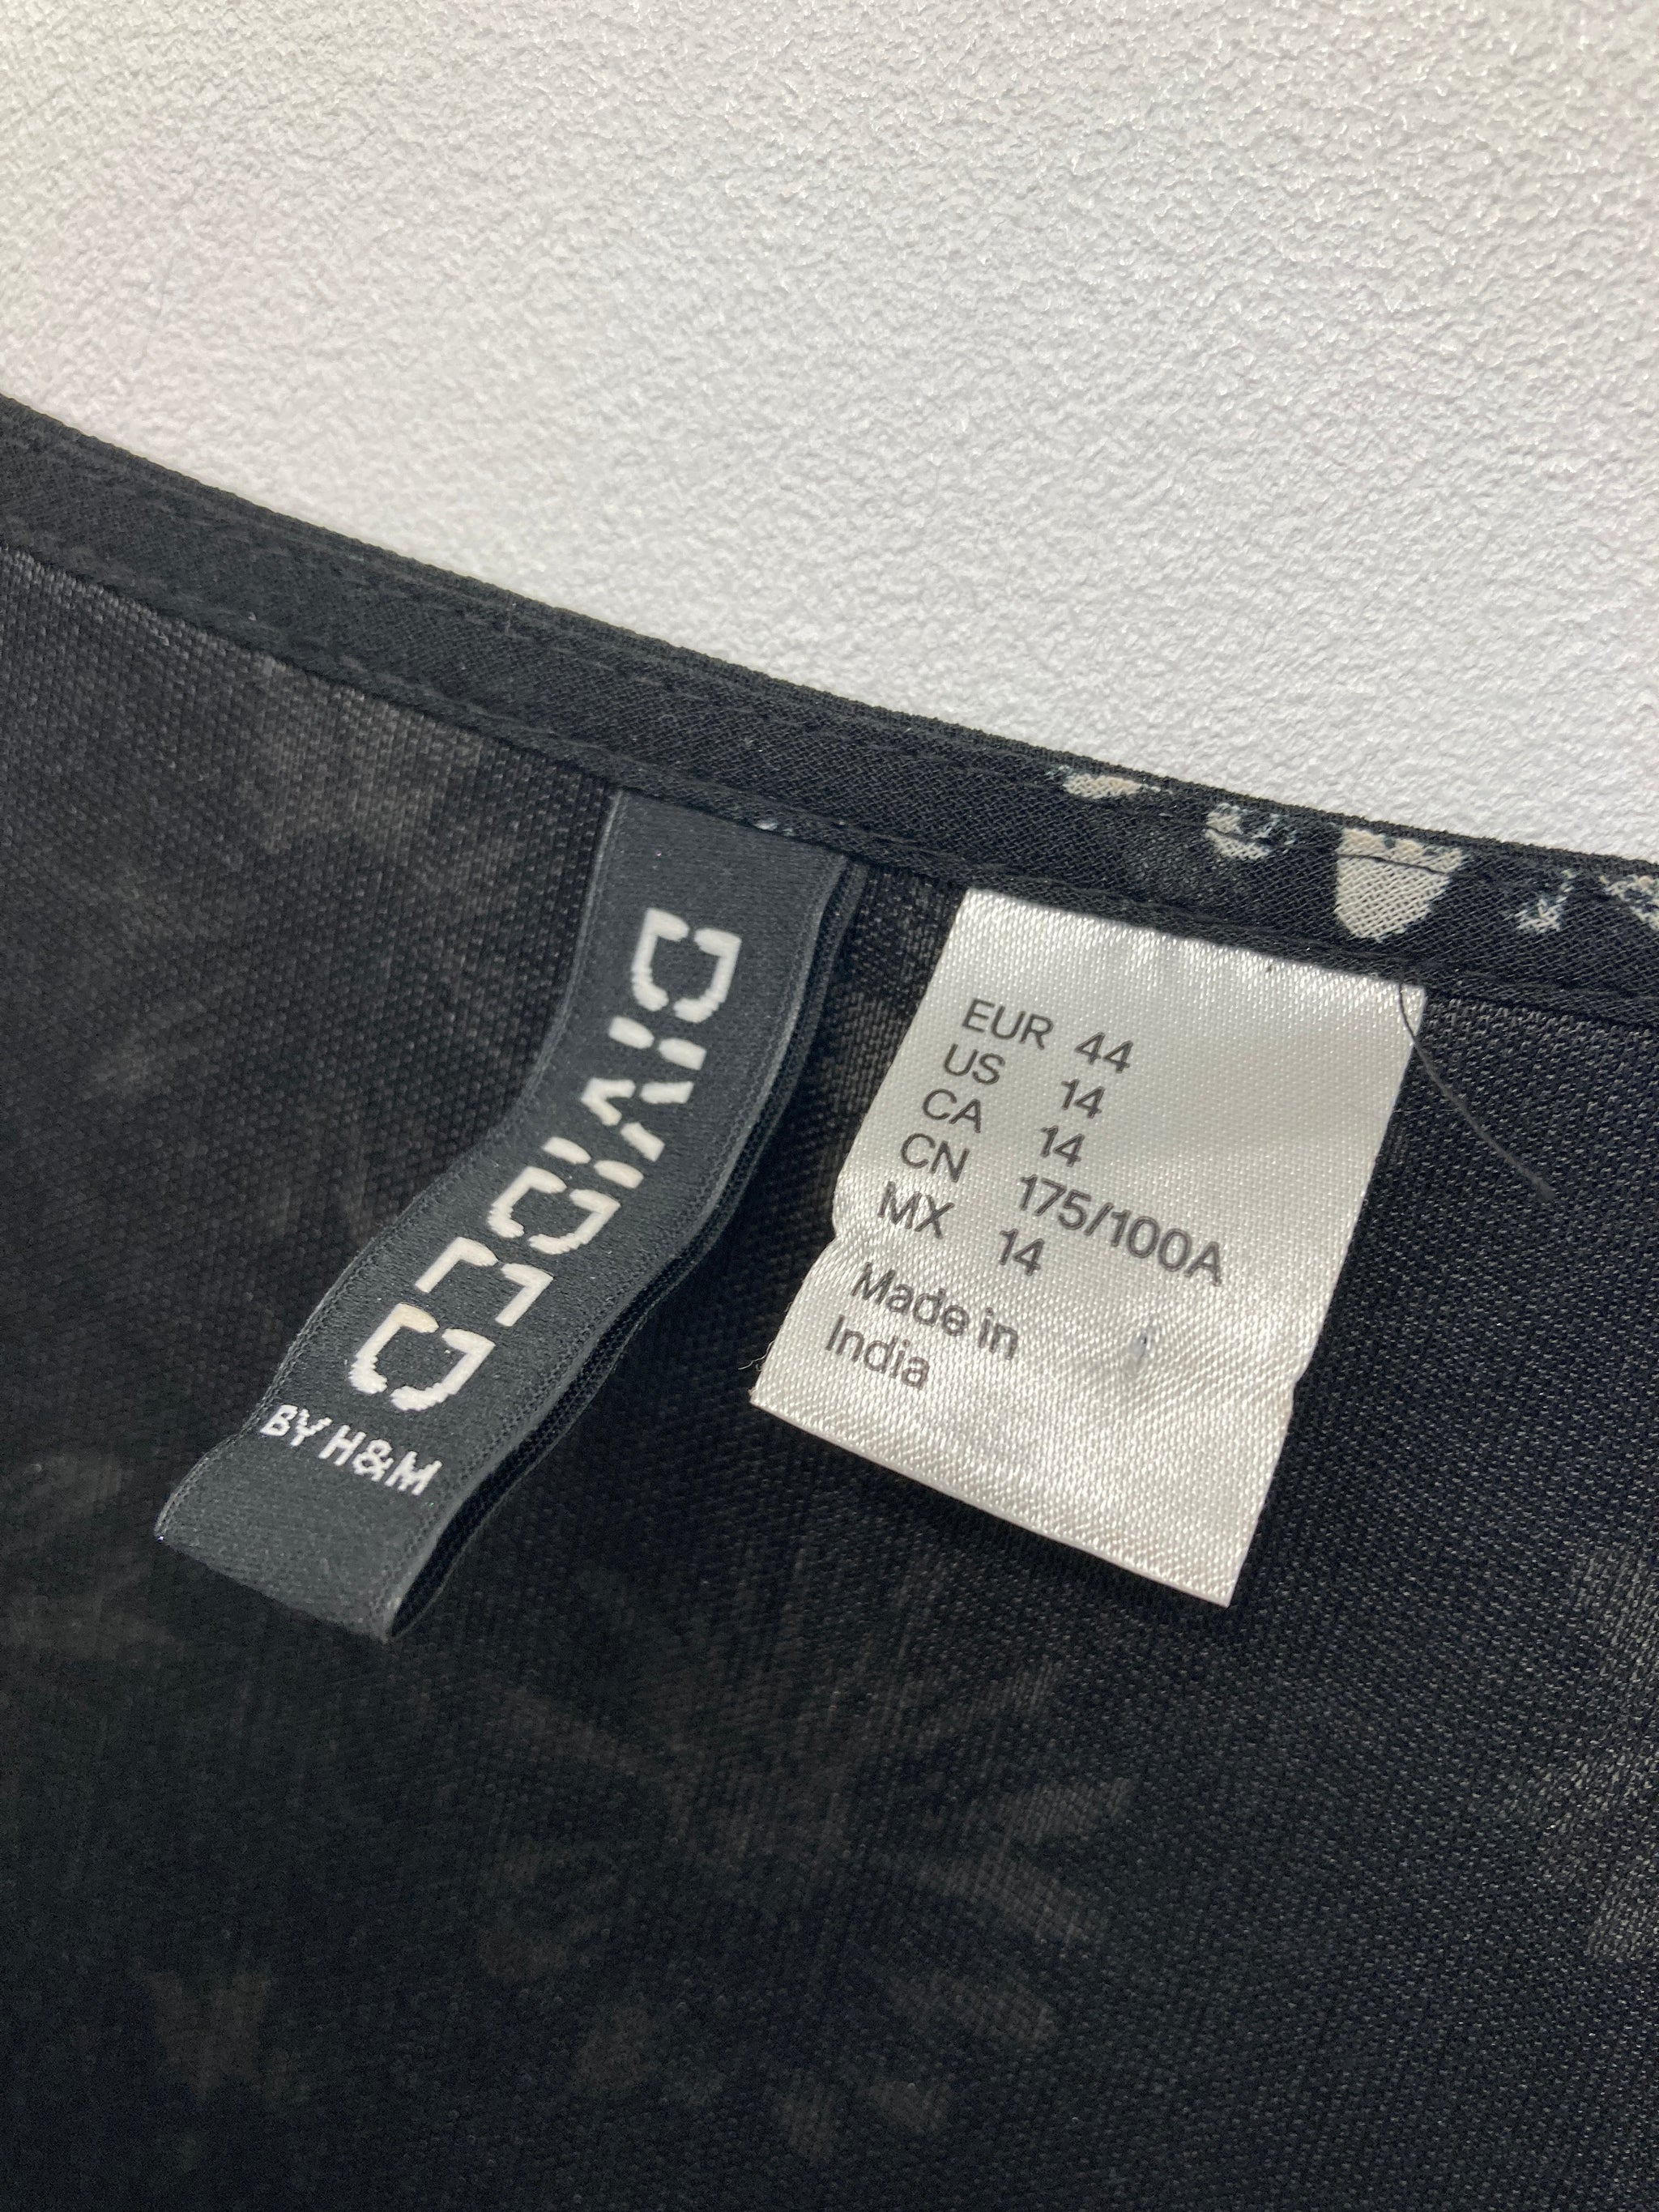 DIVIDED
BY H&M
EUR 44
US 14
CA 14
CN 175/100A
MX 14
Made in
India